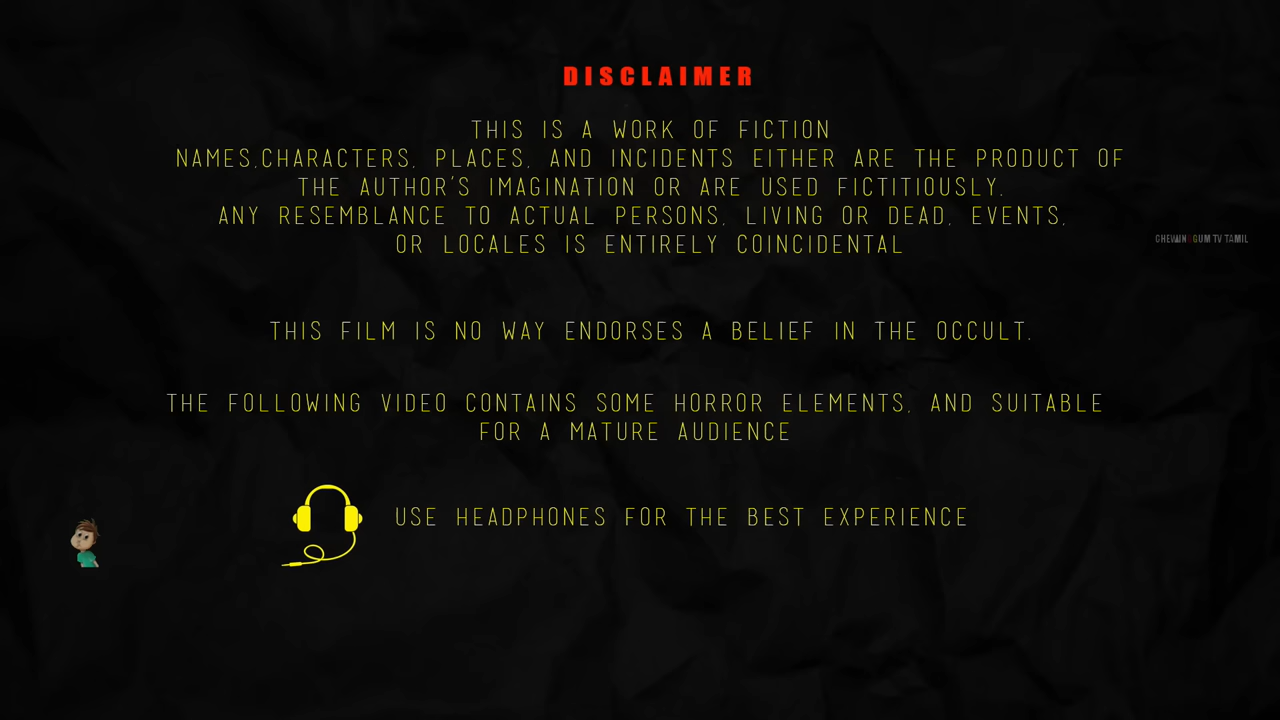 DISCLAIMER
THIS IS A WORK OF FICTION
NAMES,CHARACTERS, PLACES, AND INCIDENTS EITHER ARE THE PRODUCT OF
THE AUTHOR'S IMAGINATION OR ARE USED FICTITIOUSLY.
ANY RESEMBLANCE TO ACTUAL PERSONS, LIVING OR DEAD, EVENTS,
OR LOCALES IS ENTIRELY COINCIDENTAL
CHEWINGGUM TV TAMIL
THIS FILM IS NO WAY ENDORSES A BELIEF IN THE OCCULT.
THE FOLLOWING VIDEO CONTAINS SOME HORROR ELEMENTS, AND SUITABLE
FOR A MATURE AUDIENCE
USE HEADPHONES FOR THE BEST EXPERIENCE